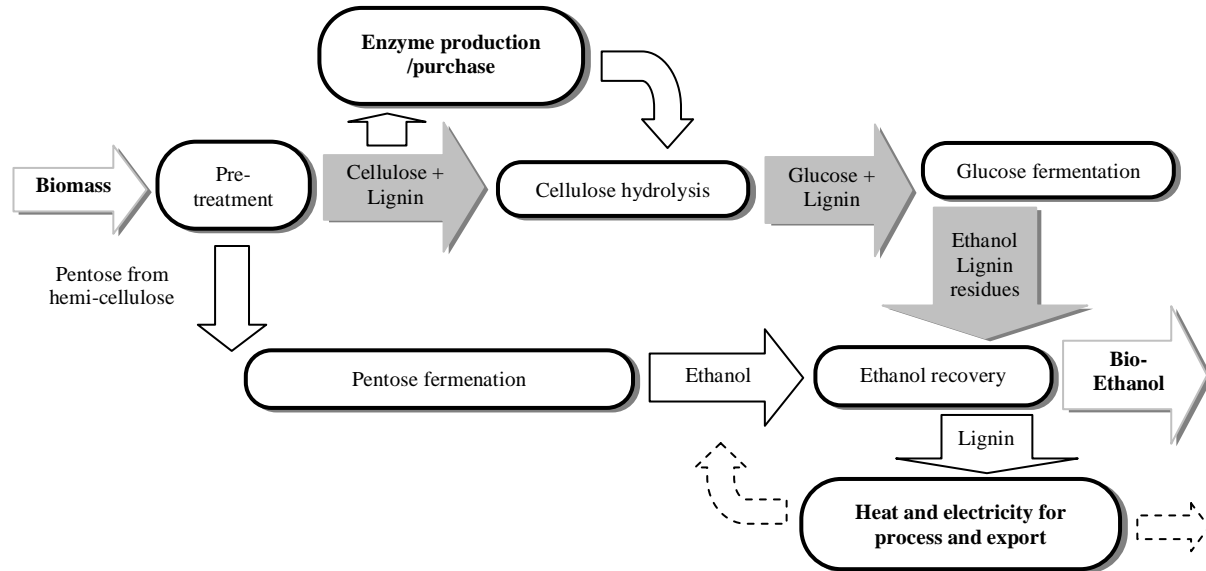 Enzyme production
/purchase
Biomass
Pre-
treatment
Cellulose +
Lignin
Cellulose hydrolysis
Glucose +
Lignin
Glucose fermentation
Pentose from
hemi-cellulose
Ethanol
Lignin
residues
Pentose fermenation
Ethanol
Ethanol recovery
Bio-
Ethanol
Lignin
Heat and electricity for
process and export